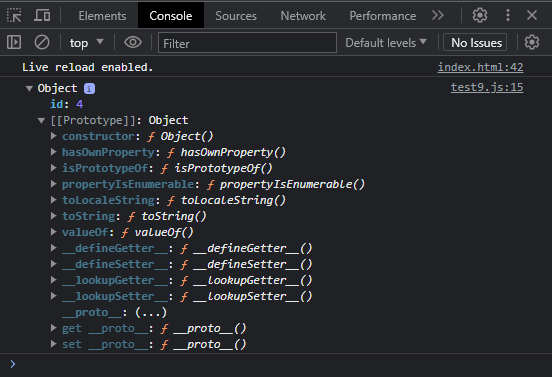 Elements Console Sources Network Performance
top Filter Default levels No Issues
Live reload enabled. index.html:42
Object i test9.js:15
id: 4
[[Prototype]]: Object
constructor: ƒ Object()
hasOwnProperty: ƒ hasOwnProperty()
isPrototypeOf: ƒ isPrototypeOf()
propertyIsEnumerable: ƒ propertyIsEnumerable()
toLocaleString: ƒ toLocaleString()
toString: ƒ toString()
valueOf: ƒ valueOf()
__defineGetter__: ƒ __defineGetter__()
__defineSetter__: ƒ __defineSetter__()
__lookupGetter__: ƒ __lookupGetter__()
__lookupSetter__: ƒ __lookupSetter__()
__proto__: (...)
get __proto__: ƒ __proto__()
set __proto__: ƒ __proto__()